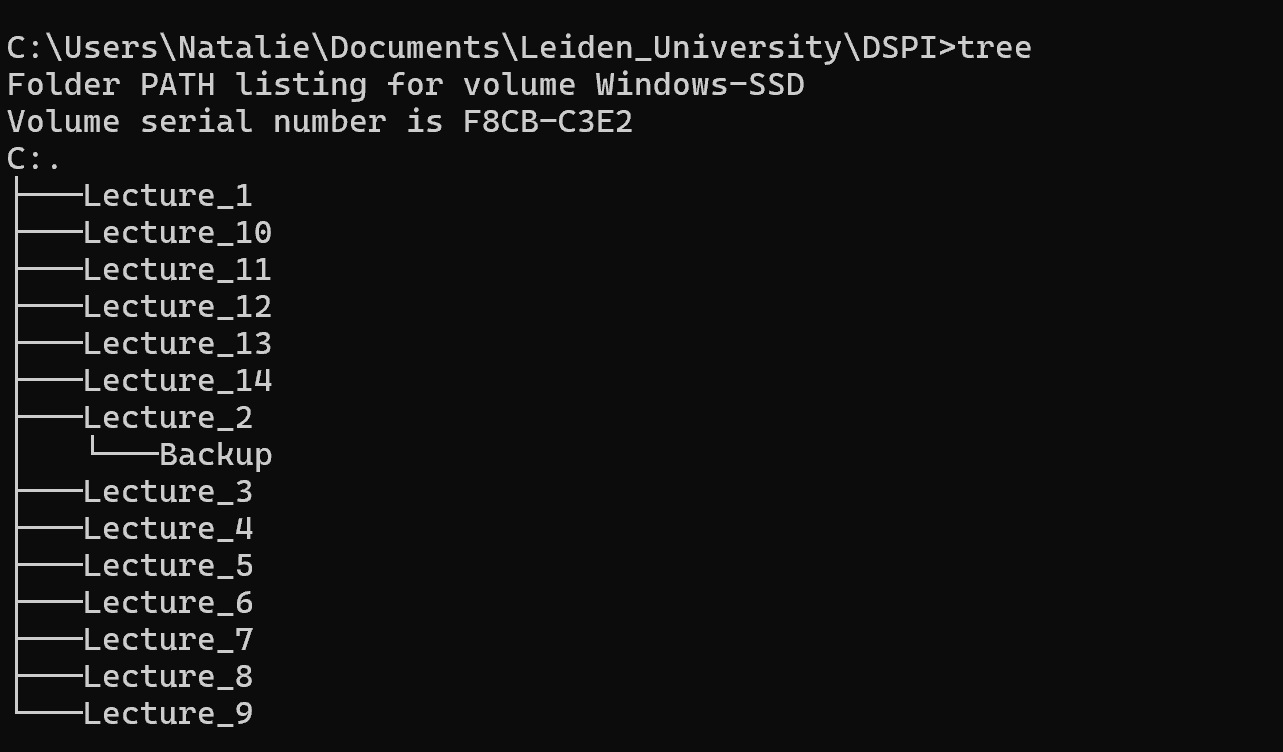 C:\Users\Natalie\Documents\Leiden_University\DSPI>tree
Folder PATH listing for volume Windows-SSD
Volume serial number is F8CB-C3E2
C:.
├───Lecture_1
├───Lecture_10
├───Lecture_11
├───Lecture_12
├───Lecture_13
├───Lecture_14
├───Lecture_2
│   └───Backup
├───Lecture_3
├───Lecture_4
├───Lecture_5
├───Lecture_6
├───Lecture_7
├───Lecture_8
└───Lecture_9